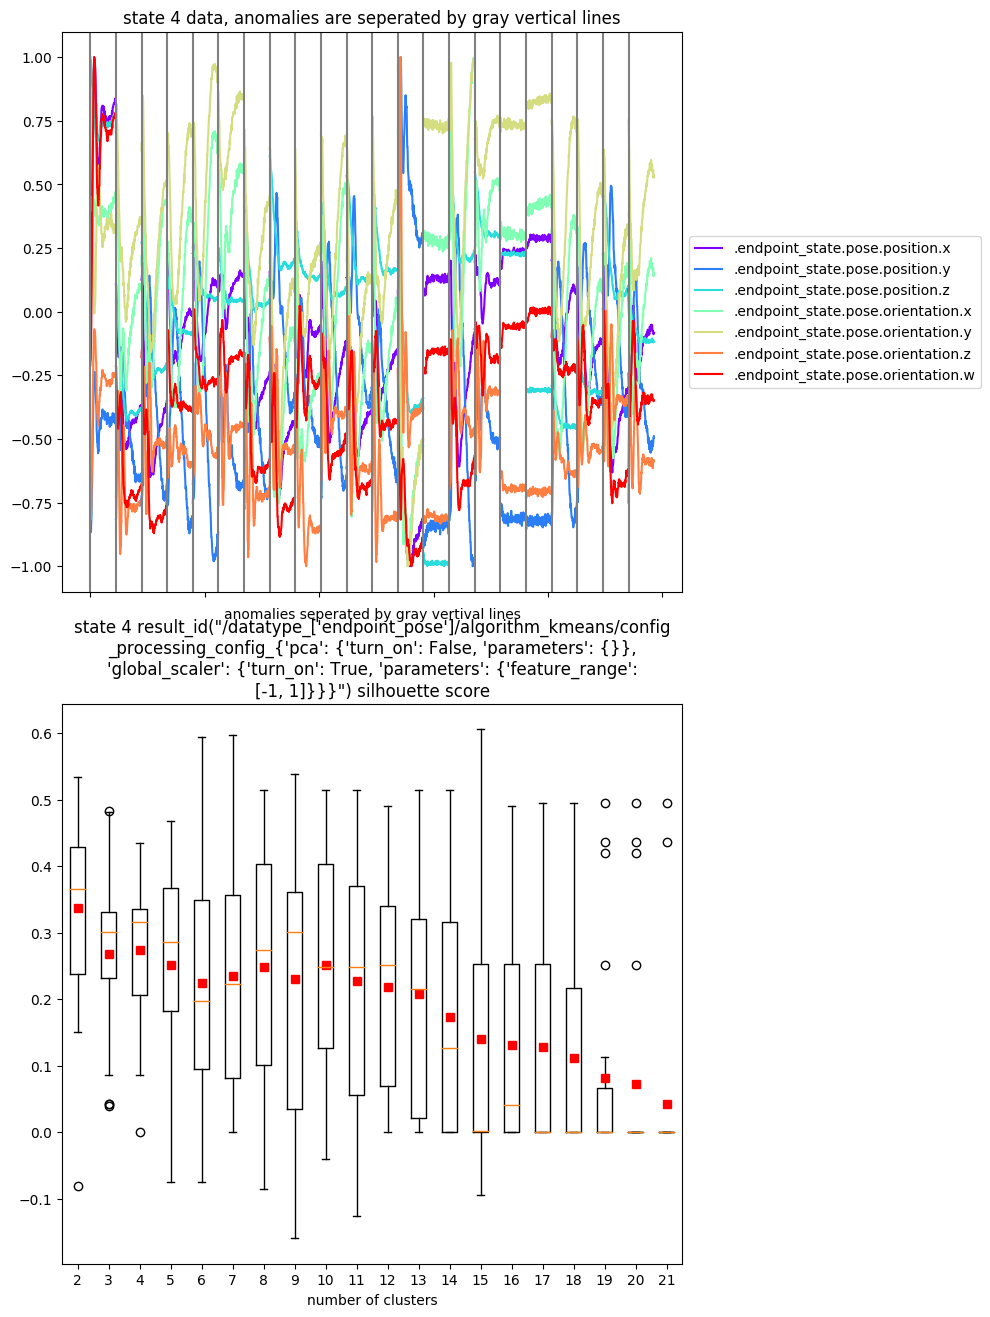 state 4 data, anomalies are seperated by gray vertical lines
1.00
0.75
0.50
0.25
0.00
−0.25
−0.50
−0.75
−1.00
.endpoint_state.pose.position.x
.endpoint_state.pose.position.y
.endpoint_state.pose.position.z
.endpoint_state.pose.orientation.x
.endpoint_state.pose.orientation.y
.endpoint_state.pose.orientation.z
.endpoint_state.pose.orientation.w
anomalies seperated by gray vertival lines
state 4 result_id("/datatype_['endpoint_pose']/algorithm_kmeans/config
_processing_config_{'pca': {'turn_on': False, 'parameters': {}},
'global_scaler': {'turn_on': True, 'parameters': {'feature_range':
[-1, 1]}}}") silhouette score
0.6
0.5
0.4
0.3
0.2
0.1
0.0
−0.1
2 3 4 5 6 7 8 9 10 11 12 13 14 15 16 17 18 19 20 21
number of clusters